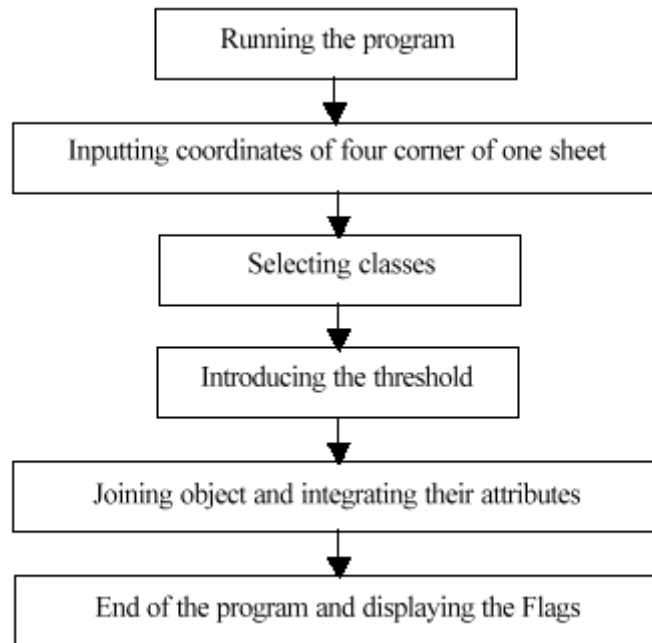 Running the program
Inputting coordinates of four corner of one sheet
Selecting classes
Introducing the threshold
Joining object and integrating their attributes
End of the program and displaying the Flags